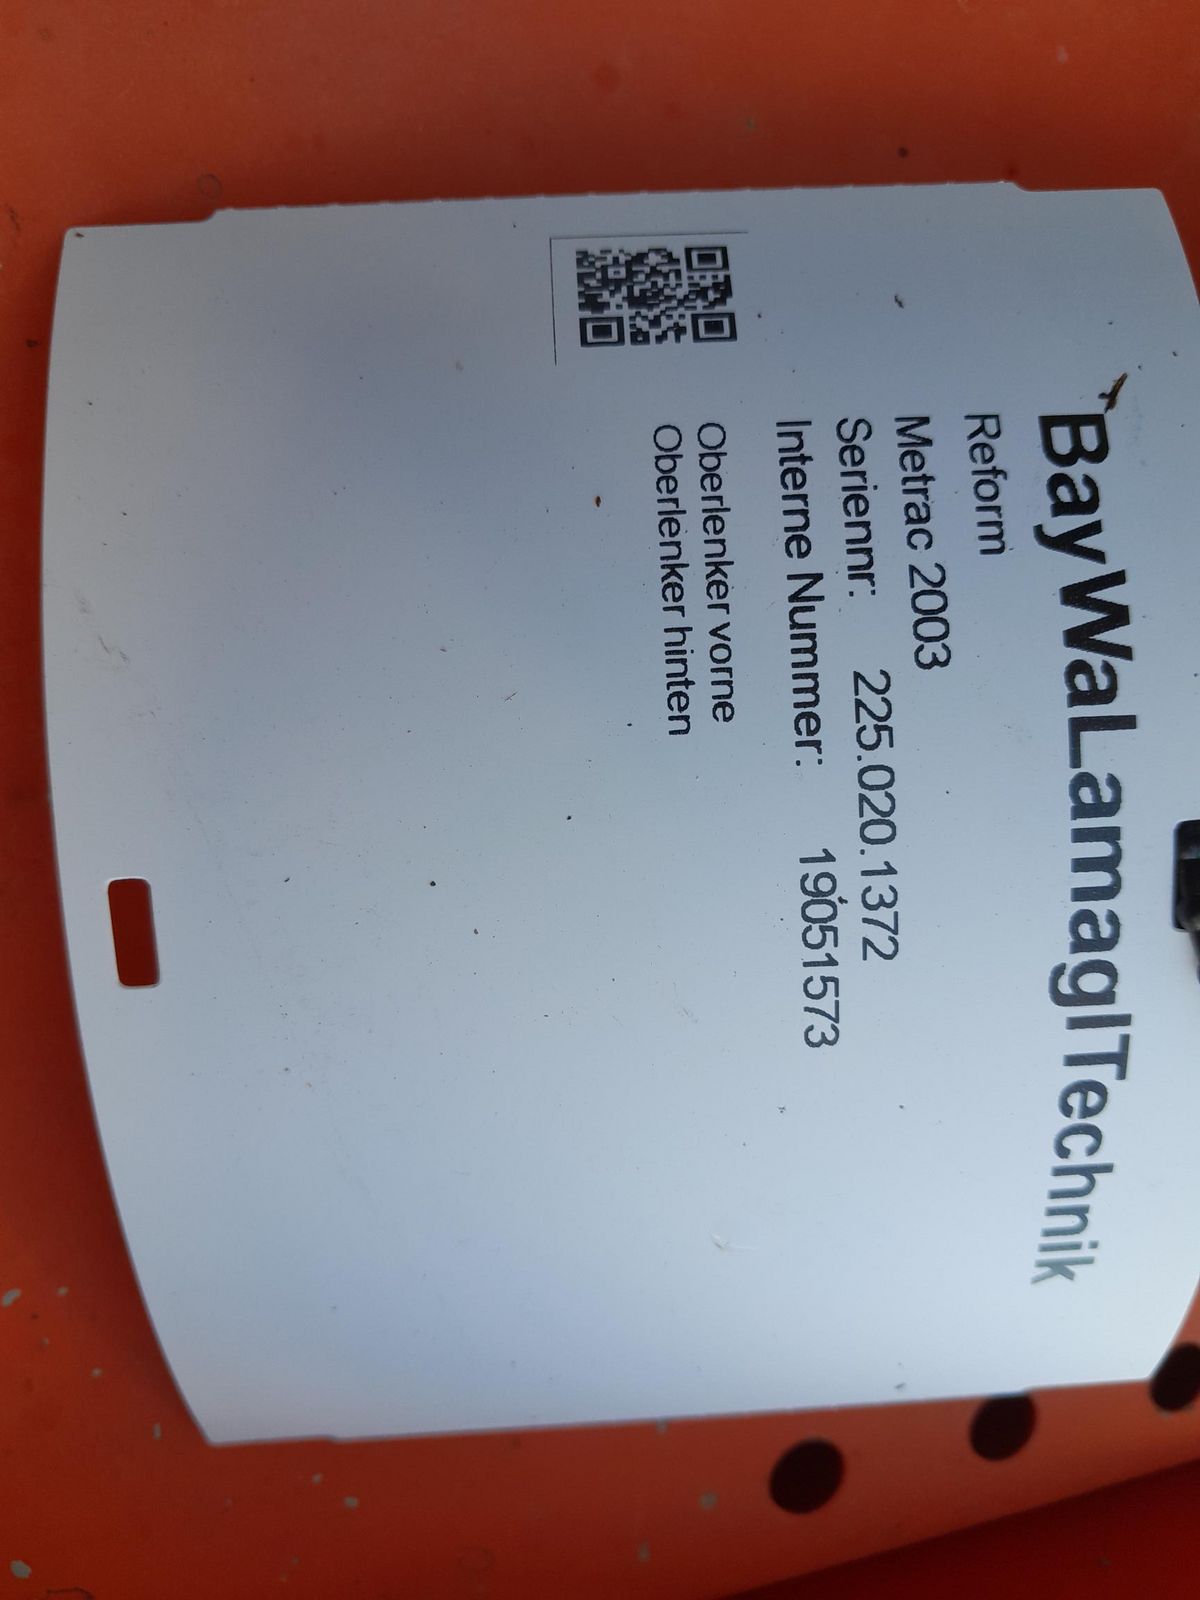 BayWaLamaglTechnik
Reform
Metrac 2003
Seriennr: 225.020.1372
Interne Nummer: 19051573
Oberlenker vorne
Oberlenker hinten